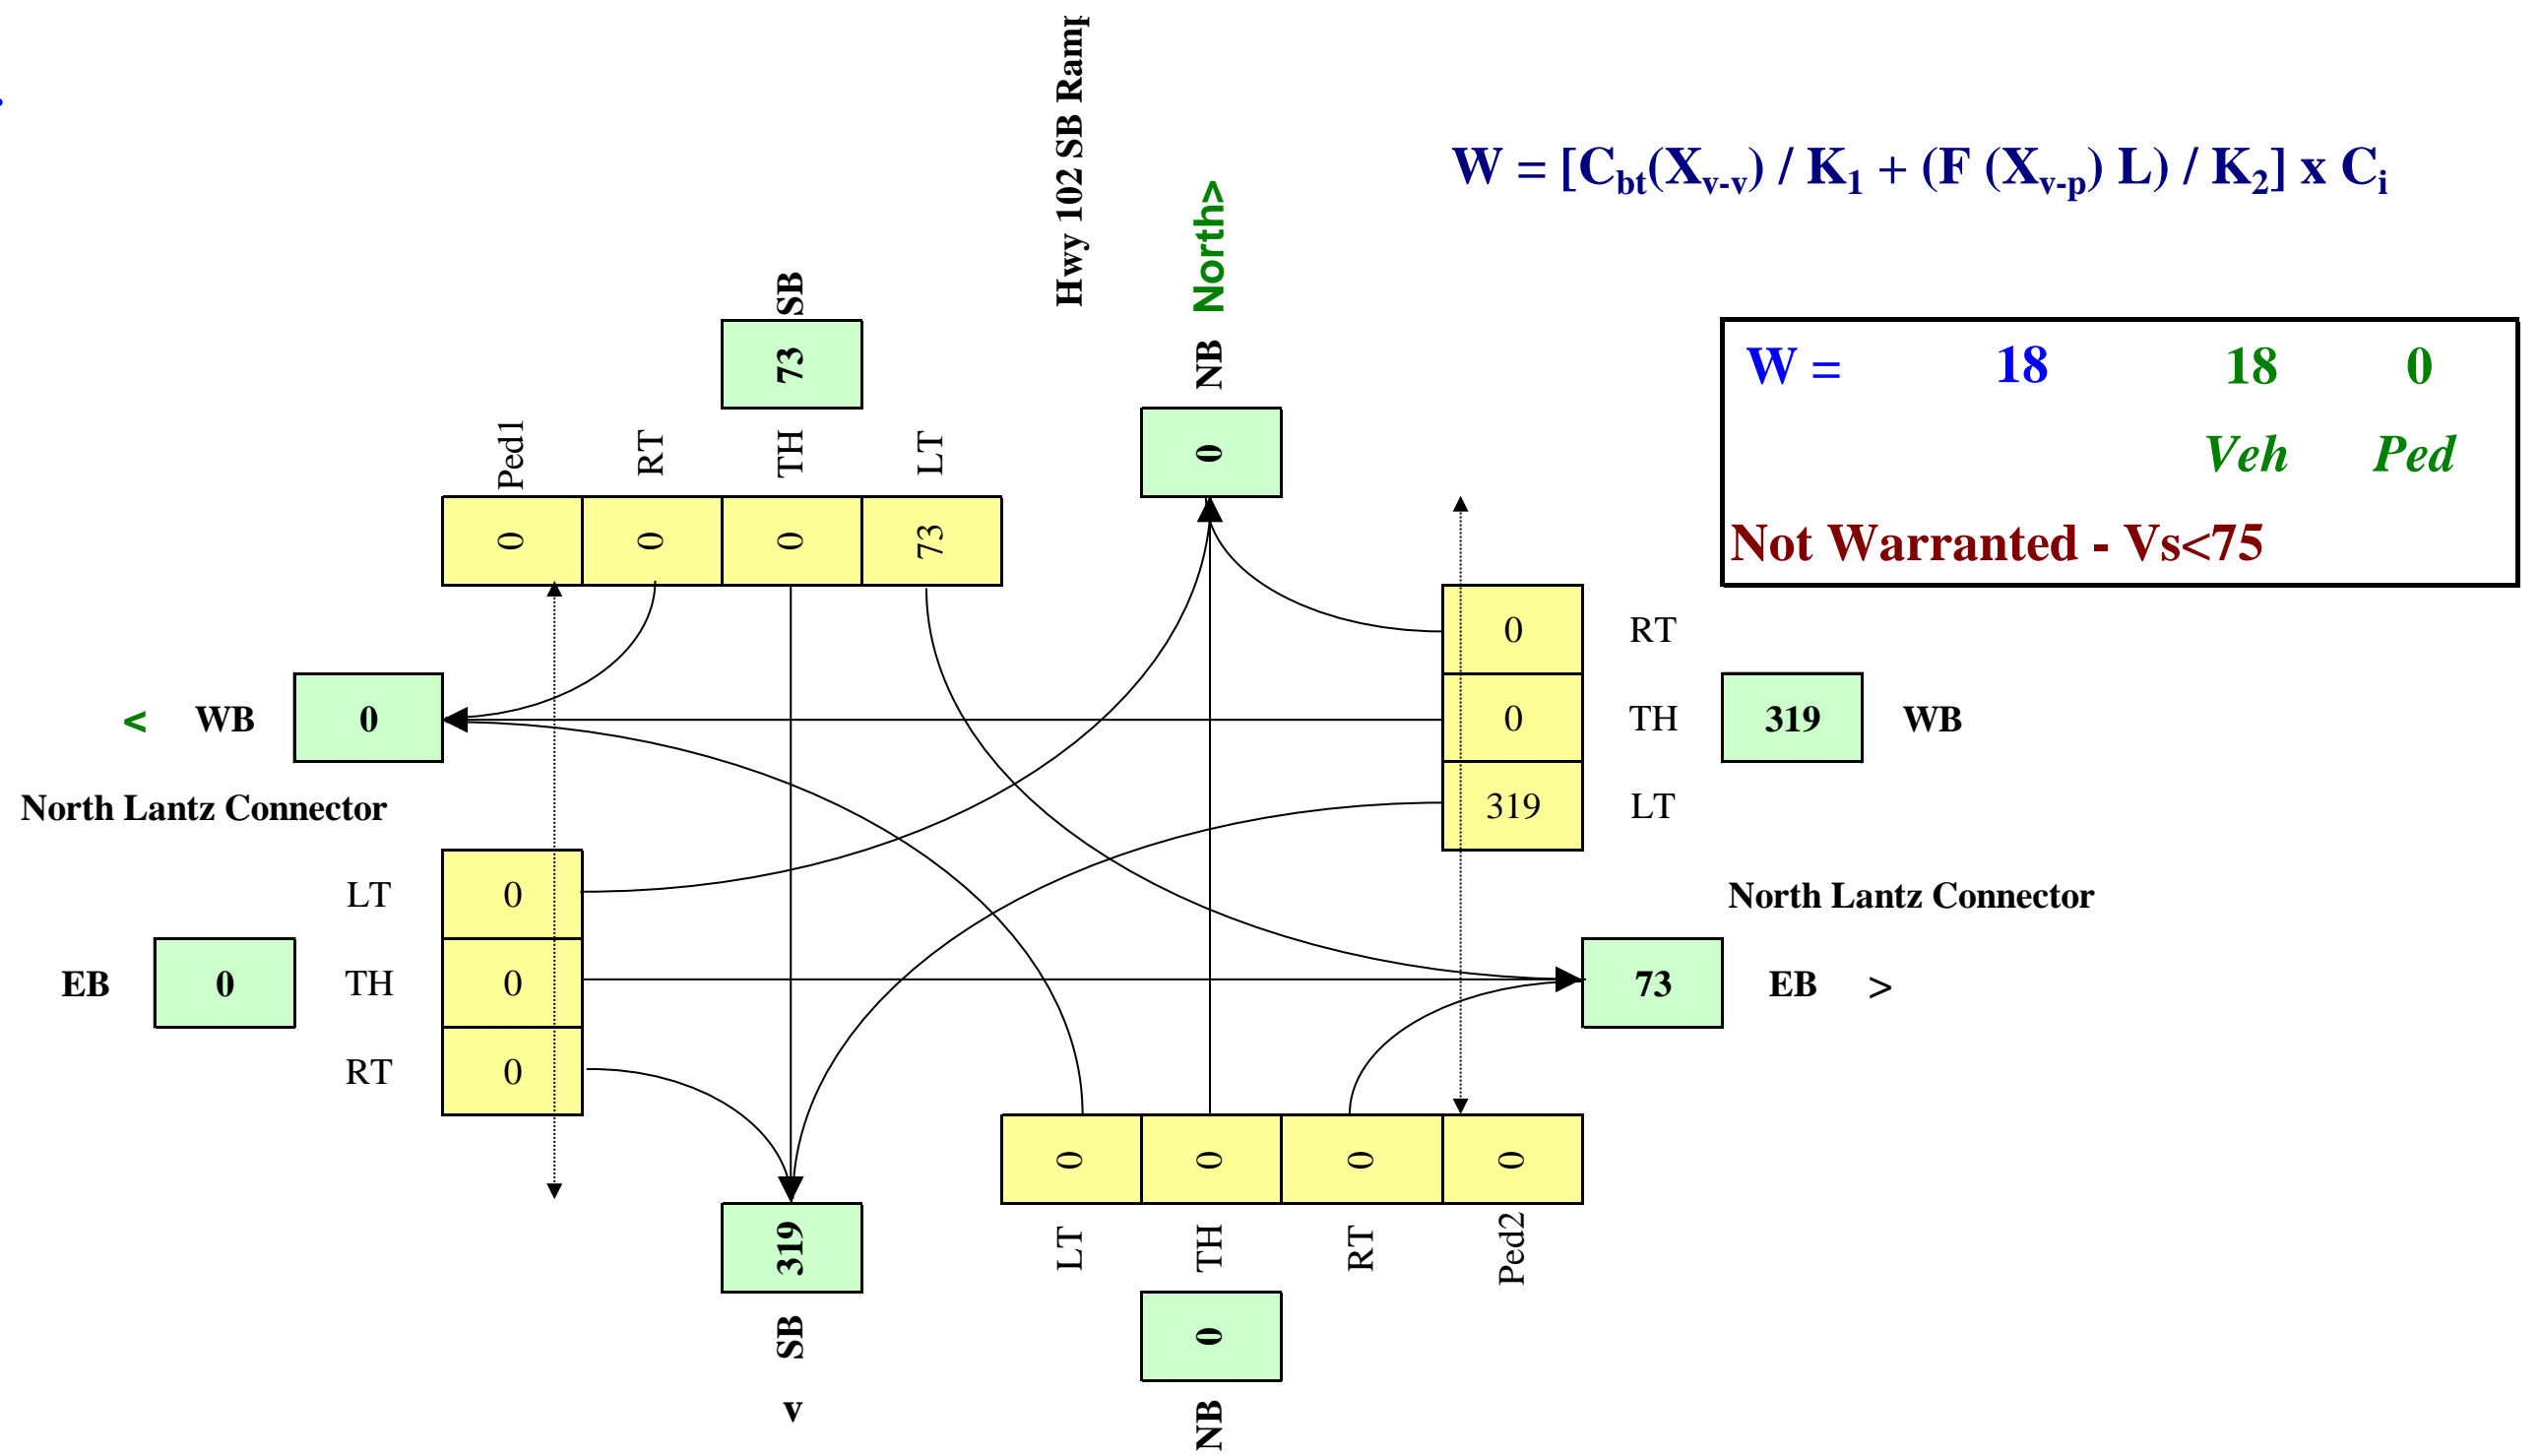 Hwy 102 SB Ramp
North>
W = [Cbt(Xv-v) / K1 + (F (Xv-p) L) / K2] x Ci
SB
73
NB
0
W = 18 18 0
Veh Ped
Not Warranted - Vs<75
Ped1 RT TH LT
0 0 0 73
0 RT
< WB 0
0 TH 319 WB
319 LT
North Lantz Connector
LT 0
North Lantz Connector
EB 0 TH 0
73 EB >
RT 0
0 0 0 0
LT TH RT Ped2
319
SB
v
0
NB